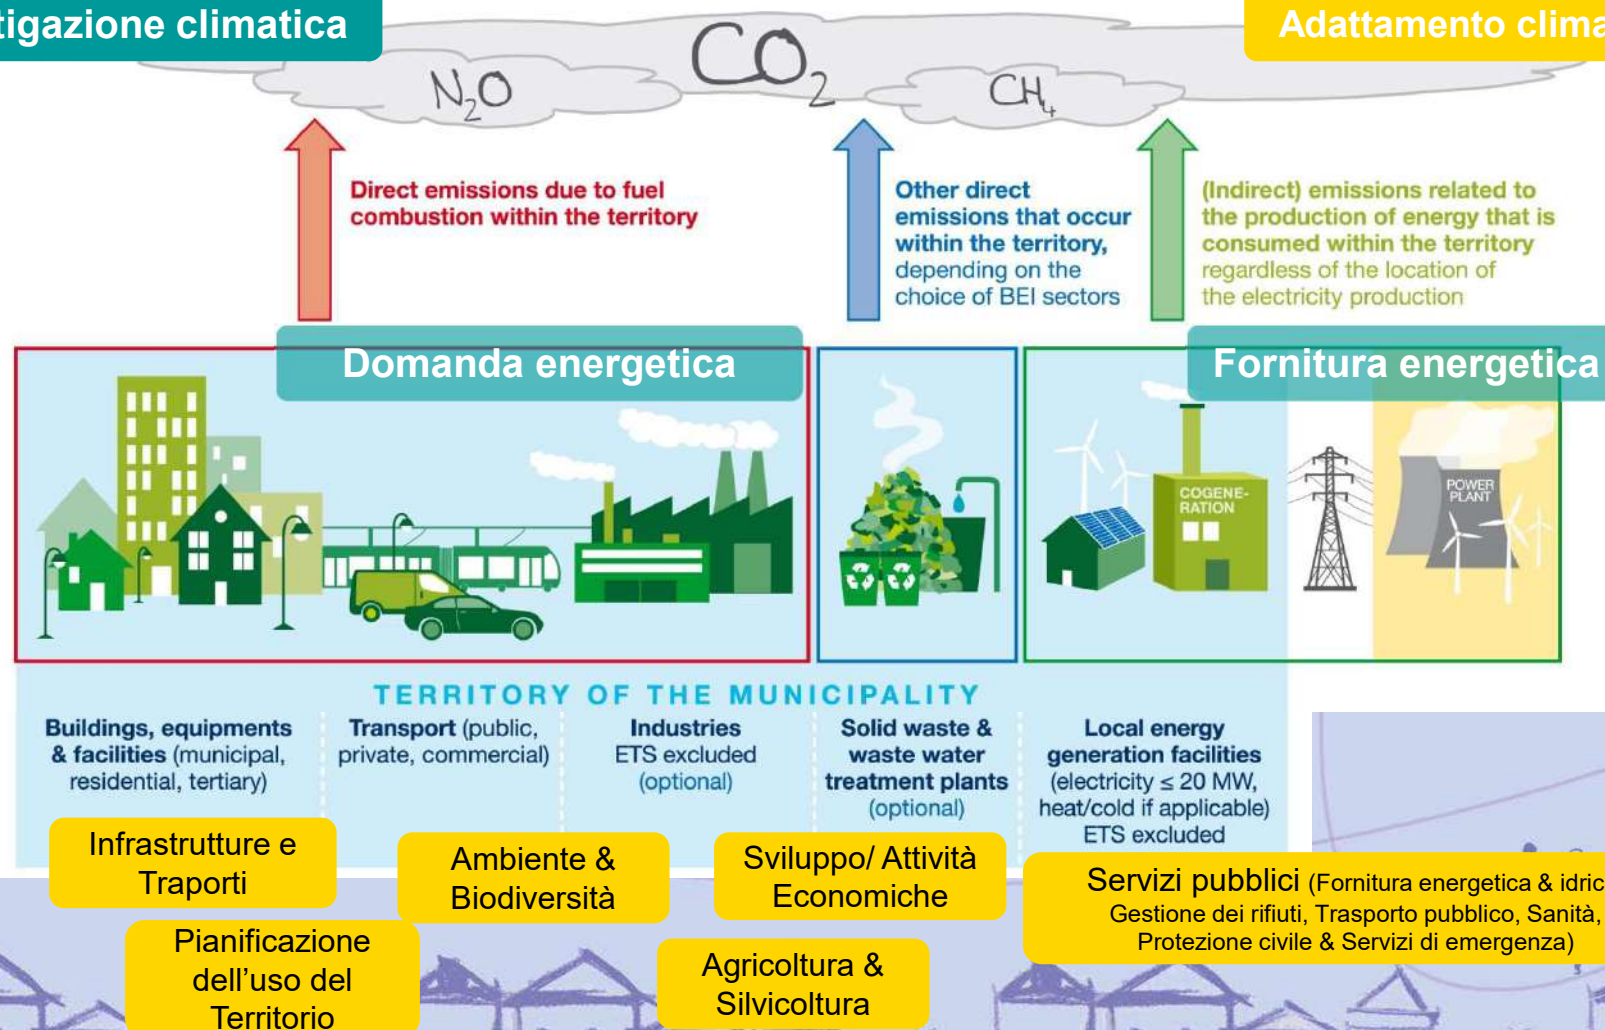 tigazione climatica
Adattamento clima
N₂O
CO₂
CH₄
Direct emissions due to fuel
combustion within the territory
Other direct
emissions that occur
within the territory,
depending on the
choice of BEI sectors
(Indirect) emissions related to
the production of energy that is
consumed within the territory
regardless of the location of
the electricity production
Domanda energetica
Fornitura energetica
COGENE-
RATION
POWER
PLANT
TERRITORY OF THE MUNICIPALITY
Buildings, equipments
& facilities (municipal,
residential, tertiary)
Transport (public,
private, commercial)
Industries
ETS excluded
(optional)
Solid waste &
waste water
treatment plants
(optional)
Local energy
generation facilities
(electricity ≤ 20 MW,
heat/cold if applicable)
ETS excluded
Infrastrutture e
Traporti
Ambiente &
Biodiversità
Sviluppo/ Attività
Economiche
Servizi pubblici (Fornitura energetica & idric
Gestione dei rifiuti, Trasporto pubblico, Sanità,
Protezione civile & Servizi di emergenza)
Pianificazione
dell'uso del
Territorio
Agricoltura &
Silvicoltura